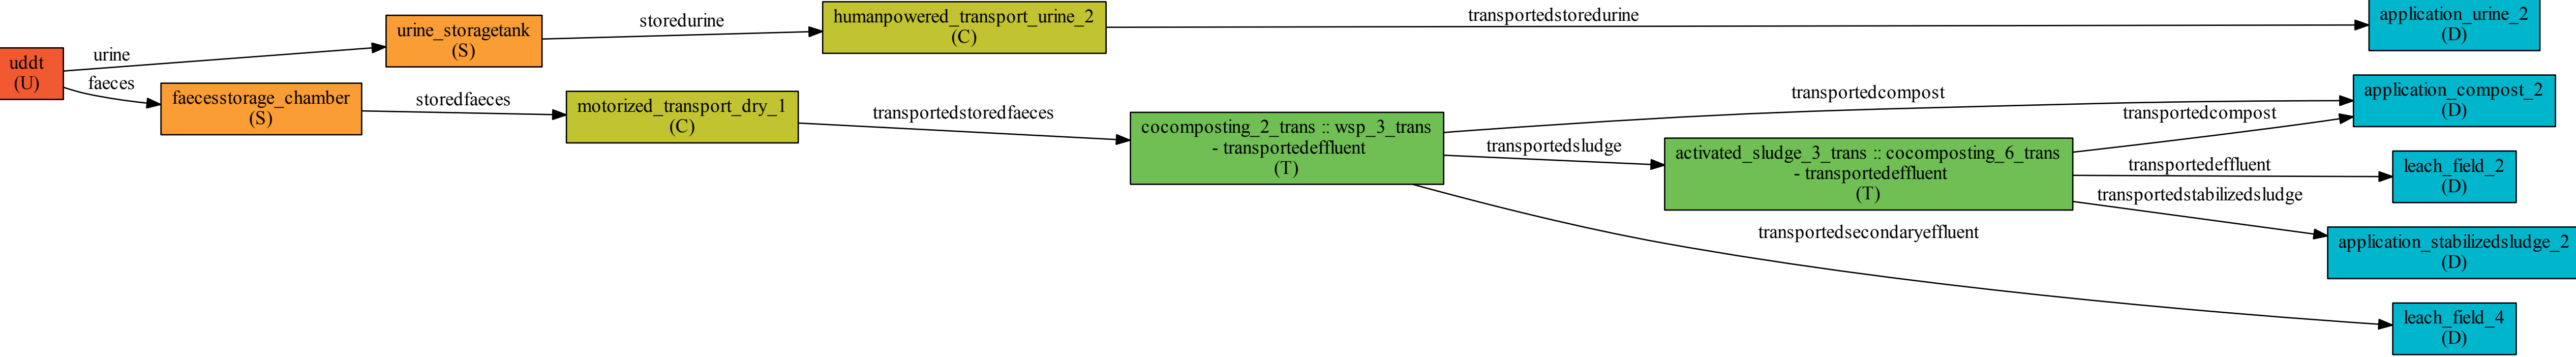 uddt
(U)
urine
faeces
urine_storagetank
(S)
faecesstorage_chamber
(S)
storedurine
storedfaeces
humanpowered_transport_urine_2
(C)
motorized_transport_dry_1
(C)
transportedstoredurine
transportedstoredfaeces
cocomposting_2_trans :: wsp_3_trans
- transportedeffluent
(T)
transportedcompost
transportedsludge
transportedsecondaryeffluent
activated_sludge_3_trans :: cocomposting_6_trans
- transportedeffluent
(T)
transportedcompost
transportedeffluent
transportedstabilizedsludge
application_urine_2
(D)
application_compost_2
(D)
leach_field_2
(D)
application_stabilizedsludge_2
(D)
leach_field_4
(D)